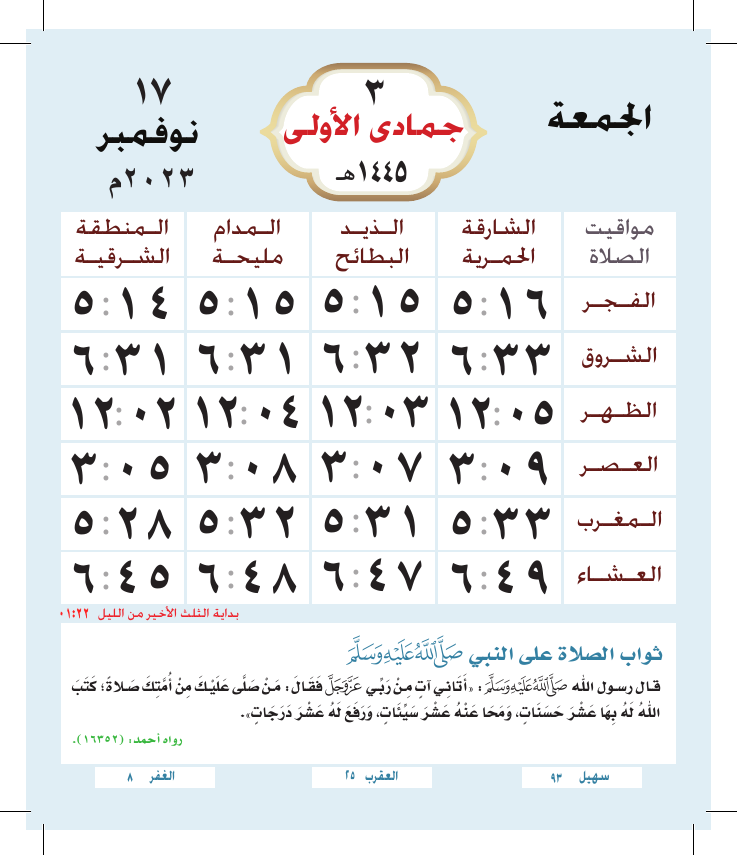 الجمعة
٣
جمادى الأولى
١٤٤٥هـ
١٧
نوفمبر
٢٠٢٣م
مواقيت الصلاة | الشارقة الحمرية | الذيد البطائح | المدام مليحة | المنطقة الشرقية
الفجر ٥:١٦ ٥:١٥ ٥:١٥ ٥:١٤
الشروق ٦:٣٣ ٦:٣٢ ٦:٣١ ٦:٣١
الظهر ١٢:٠٥ ١٢:٠٣ ١٢:٠٤ ١٢:٠٢
العصر ٣:٠٩ ٣:٠٧ ٣:٠٨ ٣:٠٥
المغرب ٥:٣٣ ٥:٣١ ٥:٣٢ ٥:٢٨
العشاء ٦:٤٩ ٦:٤٧ ٦:٤٨ ٦:٤٥
بداية الثلث الأخير من الليل ٠١:٢٢
ثواب الصلاة على النبي صَلَّى اللَّهُ عَلَيْهِ وَسَلَّمَ
قال رسول الله صَلَّى اللَّهُ عَلَيْهِ وَسَلَّمَ: «أَتَانِي آتٍ مِنْ رَبِّي عَزَّ وَجَلَّ فَقَالَ: مَنْ صَلَّى عَلَيْكَ مِنْ أُمَّتِكَ صَلَاةً؛ كَتَبَ
اللهُ لَهُ بِهَا عَشْرَ حَسَنَاتٍ، وَمَحَا عَنْهُ عَشْرَ سَيِّئَاتٍ، وَرَفَعَ لَهُ عَشْرَ دَرَجَاتٍ».
رواه أحمد: (١٦٣٥٢).
سهيل ٩٣
العقرب ٢٥
الغفر ٨